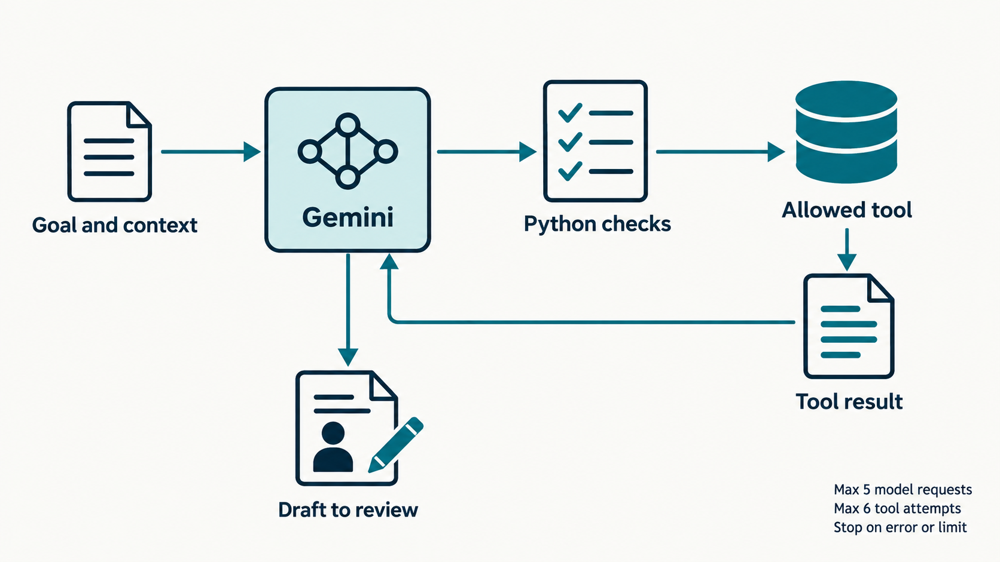 Goal and context
Gemini
Python checks
Allowed tool
Tool result
Draft to review
Max 5 model requests
Max 6 tool attempts
Stop on error or limit